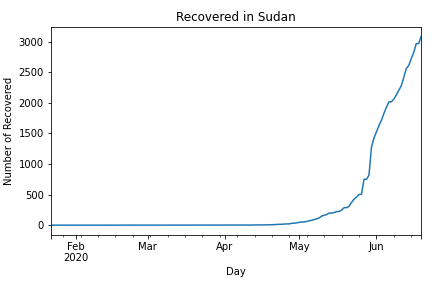 Recovered in Sudan
Number of Recovered
3000
2500
2000
1500
1000
500
0
Feb
2020
Mar
Apr
May
Jun
Day